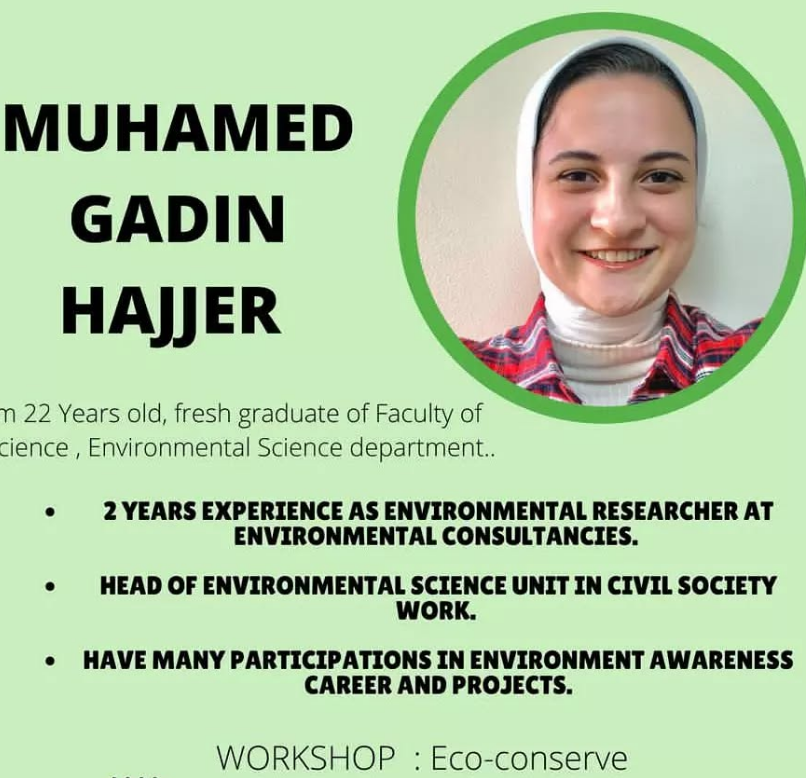 MUHAMED
GADIN
HAJJER
m 22 Years old, fresh graduate of Faculty of
cience , Environmental Science department..
• 2 YEARS EXPERIENCE AS ENVIRONMENTAL RESEARCHER AT
ENVIRONMENTAL CONSULTANCIES.
• HEAD OF ENVIRONMENTAL SCIENCE UNIT IN CIVIL SOCIETY
WORK.
• HAVE MANY PARTICIPATIONS IN ENVIRONMENT AWARENESS
CAREER AND PROJECTS.
WORKSHOP : Eco-conserve